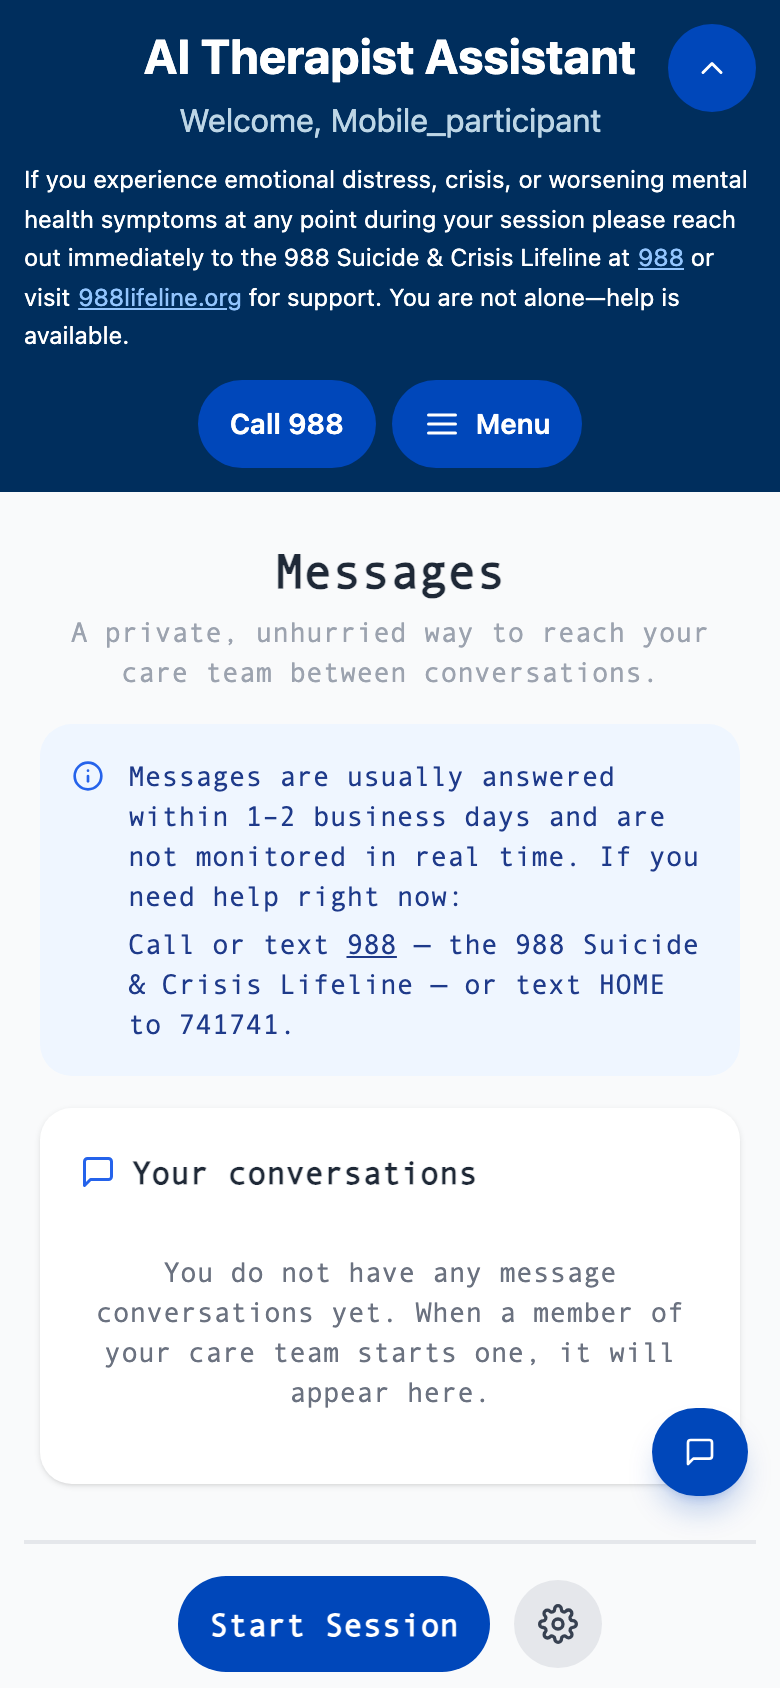 AI Therapist Assistant
Welcome, Mobile_participant
If you experience emotional distress, crisis, or worsening mental
health symptoms at any point during your session please reach
out immediately to the 988 Suicide & Crisis Lifeline at 988 or
visit 988lifeline.org for support. You are not alone—help is
available.
Call 988
Menu
Messages
A private, unhurried way to reach your
care team between conversations.
Messages are usually answered
within 1–2 business days and are
not monitored in real time. If you
need help right now:
Call or text 988 — the 988 Suicide
& Crisis Lifeline — or text HOME
to 741741.
Your conversations
You do not have any message
conversations yet. When a member of
your care team starts one, it will
appear here.
Start Session